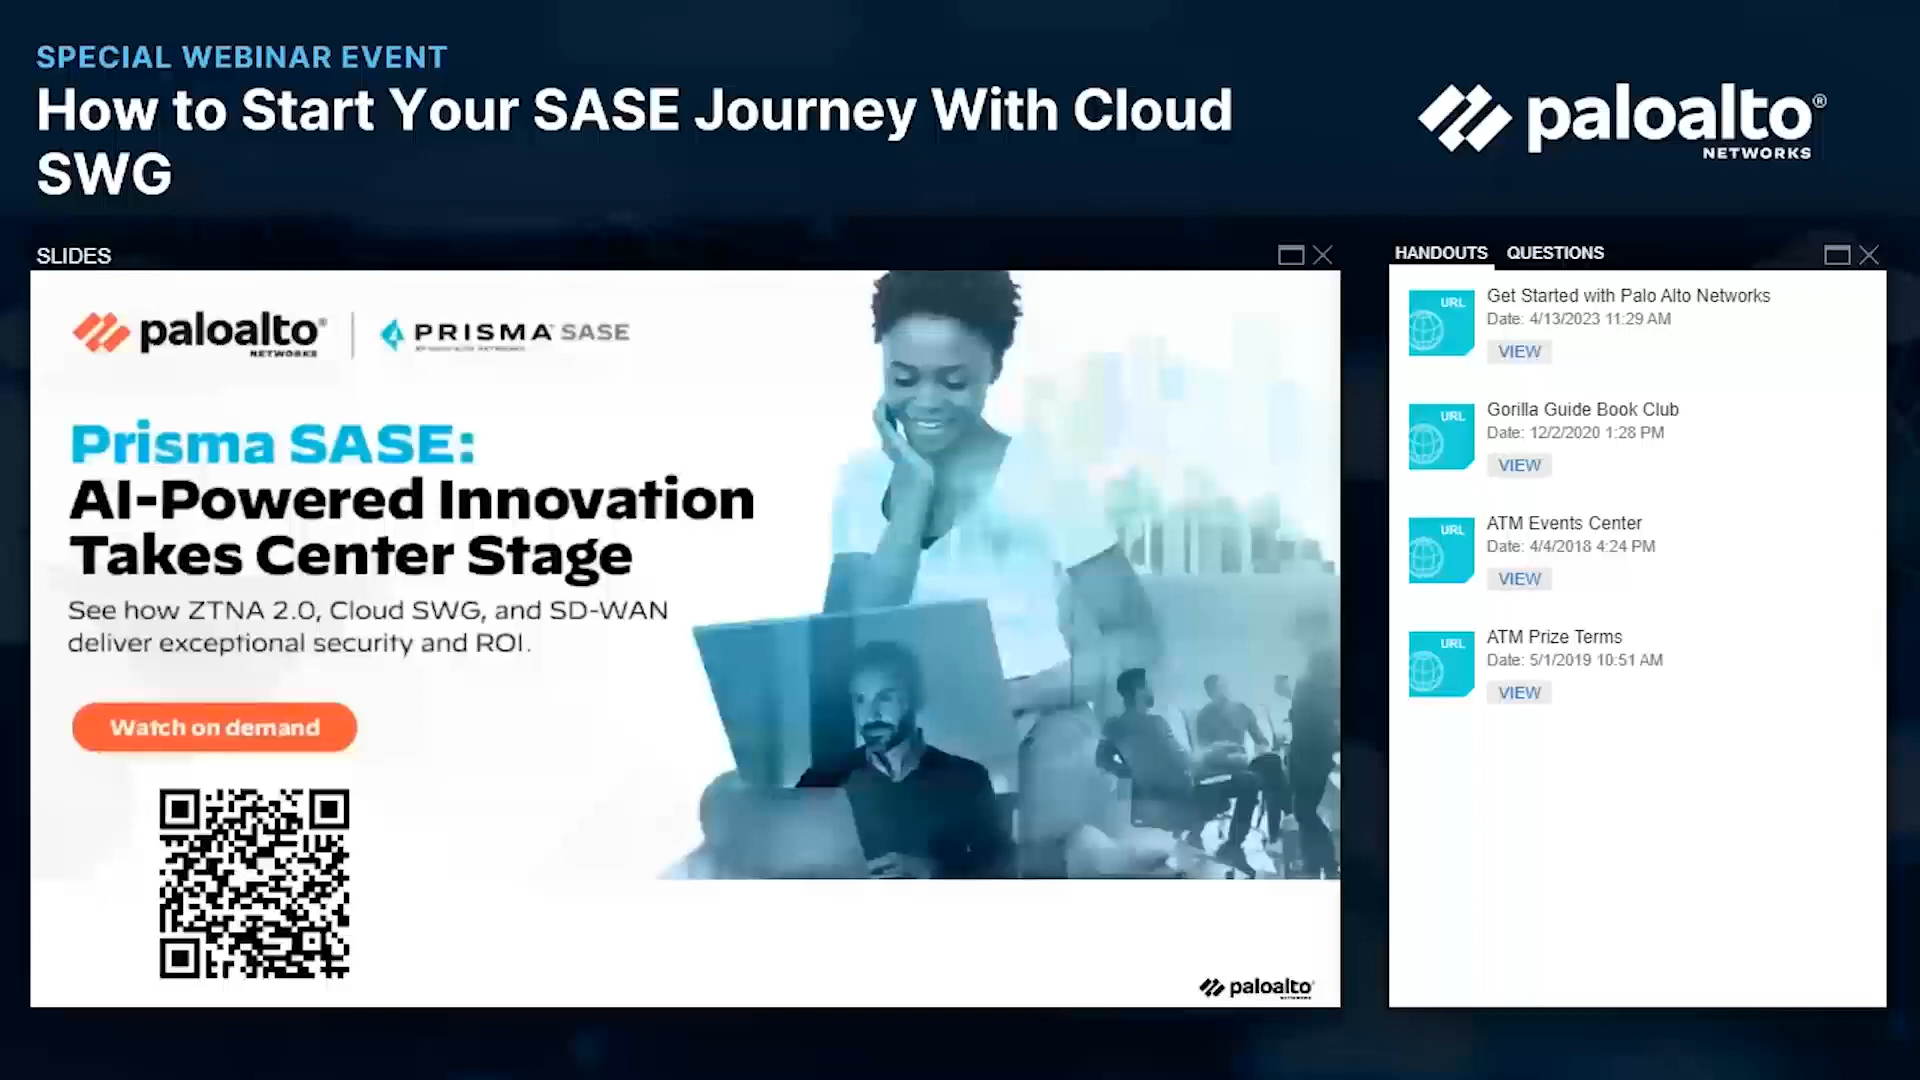 SPECIAL WEBINAR EVENT
How to Start Your SASE Journey With Cloud
SWG
paloalto®
NETWORKS
SLIDES
paloalto®
NETWORKS
PRISMA SASE
Prisma SASE:
AI-Powered Innovation
Takes Center Stage
See how ZTNA 2.0, Cloud SWG, and SD-WAN
deliver exceptional security and ROI.
Watch on demand
paloalto
HANDOUTS QUESTIONS
URL
Get Started with Palo Alto Networks
Date: 4/13/2023 11:29 AM
VIEW
URL
Gorilla Guide Book Club
Date: 12/2/2020 1:28 PM
VIEW
URL
ATM Events Center
Date: 4/4/2018 4:24 PM
VIEW
URL
ATM Prize Terms
Date: 5/1/2019 10:51 AM
VIEW